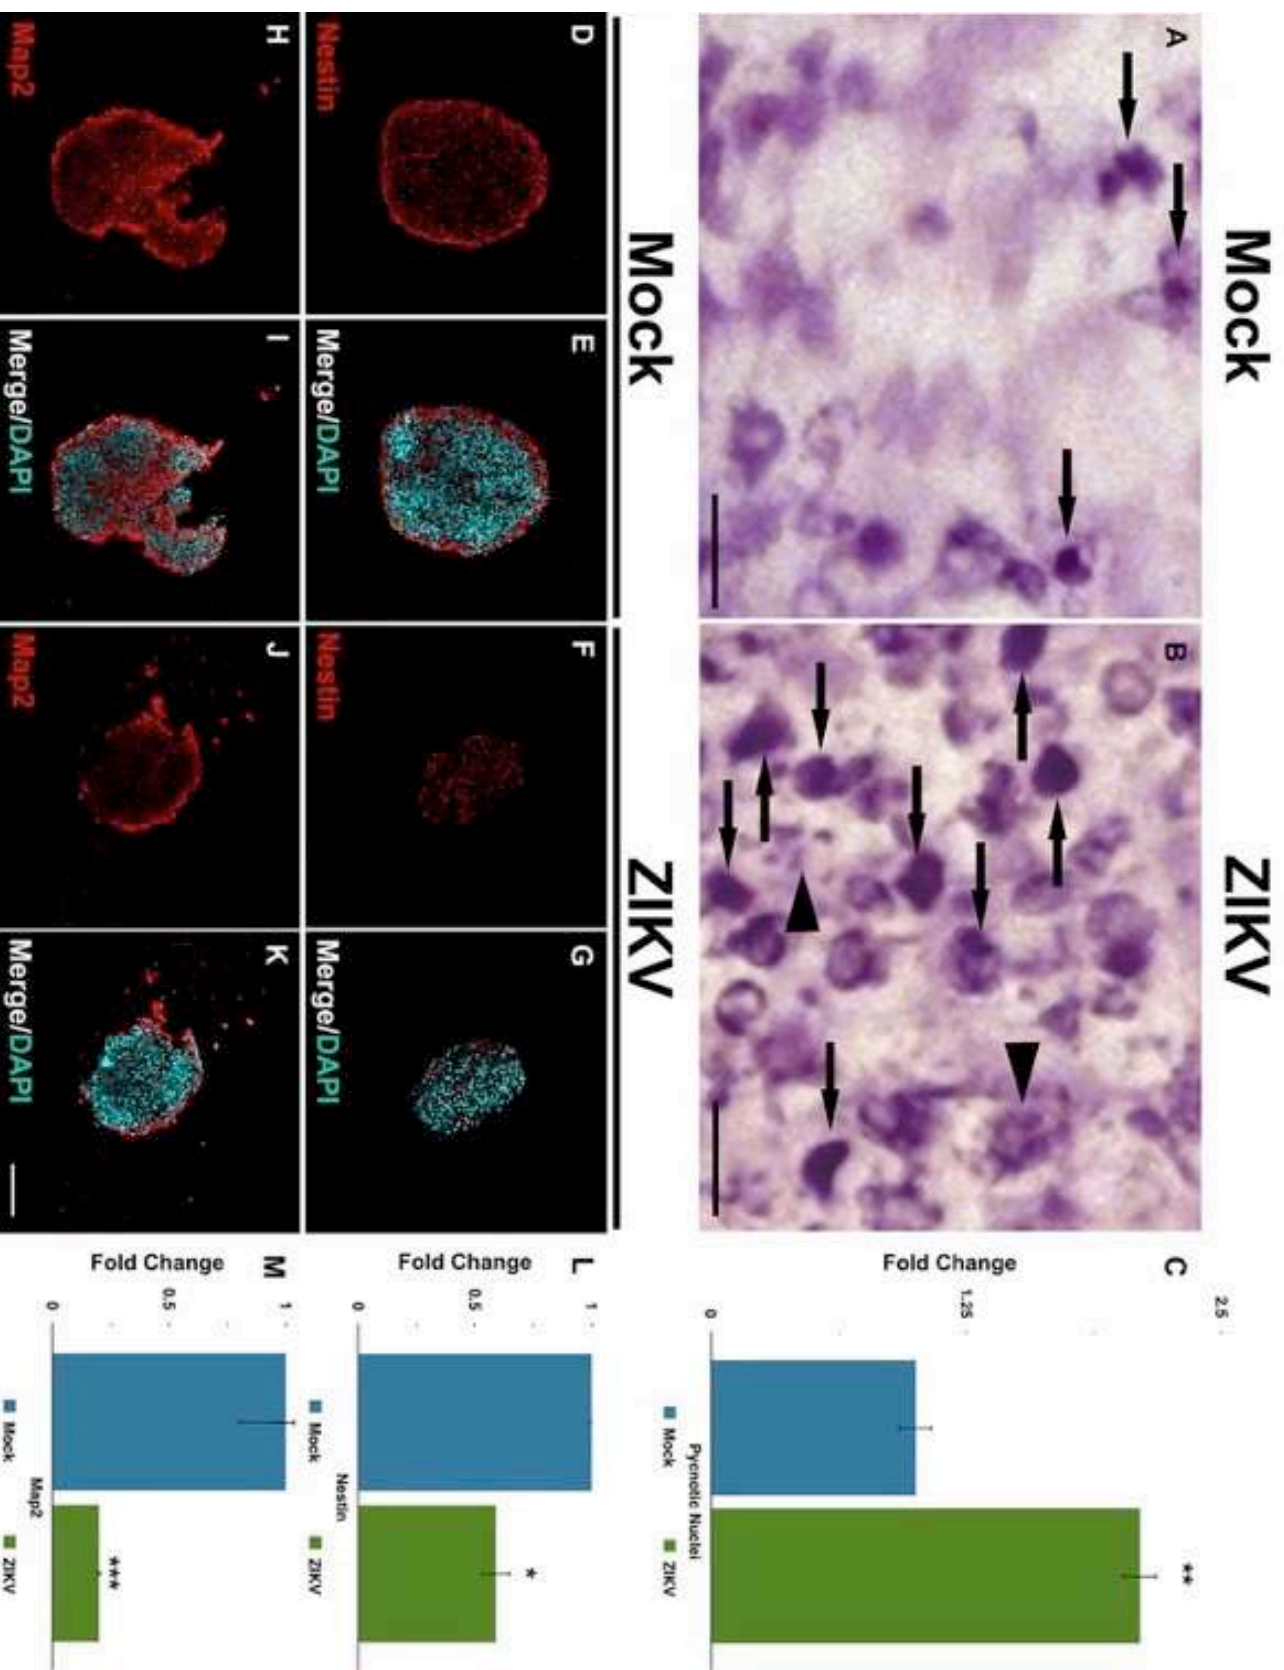 Mock
ZIKV
A
B
C
Fold Change
2.5
1.25
0
Pycnotic Nuclei
Mock
ZIKV
**
Mock
ZIKV
D
Nestin
E
Merge/DAPI
F
Nestin
G
Merge/DAPI
L
Fold Change
1
0.5
0
*
Nestin
Mock
ZIKV
H
Map2
I
Merge/DAPI
J
Map2
K
Merge/DAPI
M
Fold Change
1
0.5
0
***
Map2
Mock
ZIKV